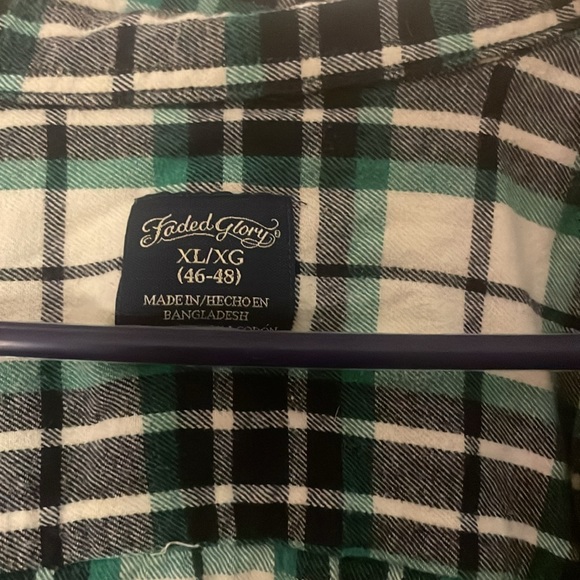 Faded Glory
XL/XG
(46-48)
MADE IN/HECHO EN
BANGLADESH